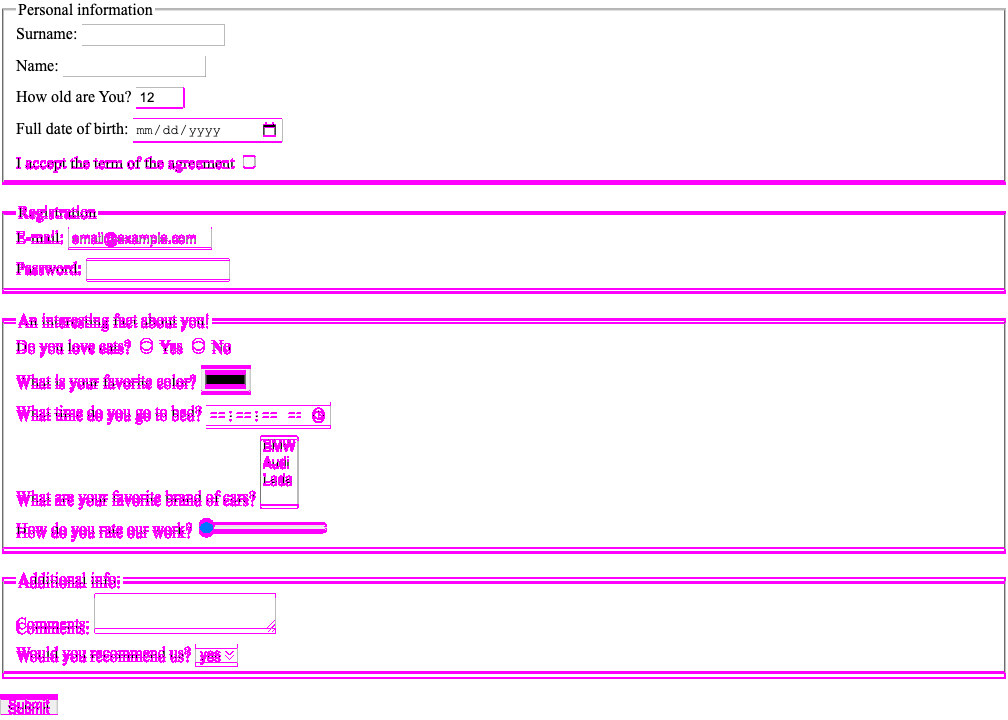 Personal information
Surname:
Name:
How old are You? 12
Full date of birth: mm/dd/yyyy
I accept the term of the agreement
Registration
E-mail: email@example.com
Password:
An interesting fact about you!
Do you love cats? Yes No
What is your favorite color?
What time do you go to bed? --:--:-- --
BMW
Audi
Lada
What are your favorite brand of cars?
How do you rate our work?
Additional info:
Comments:
Would you recommend us? yes
Submit